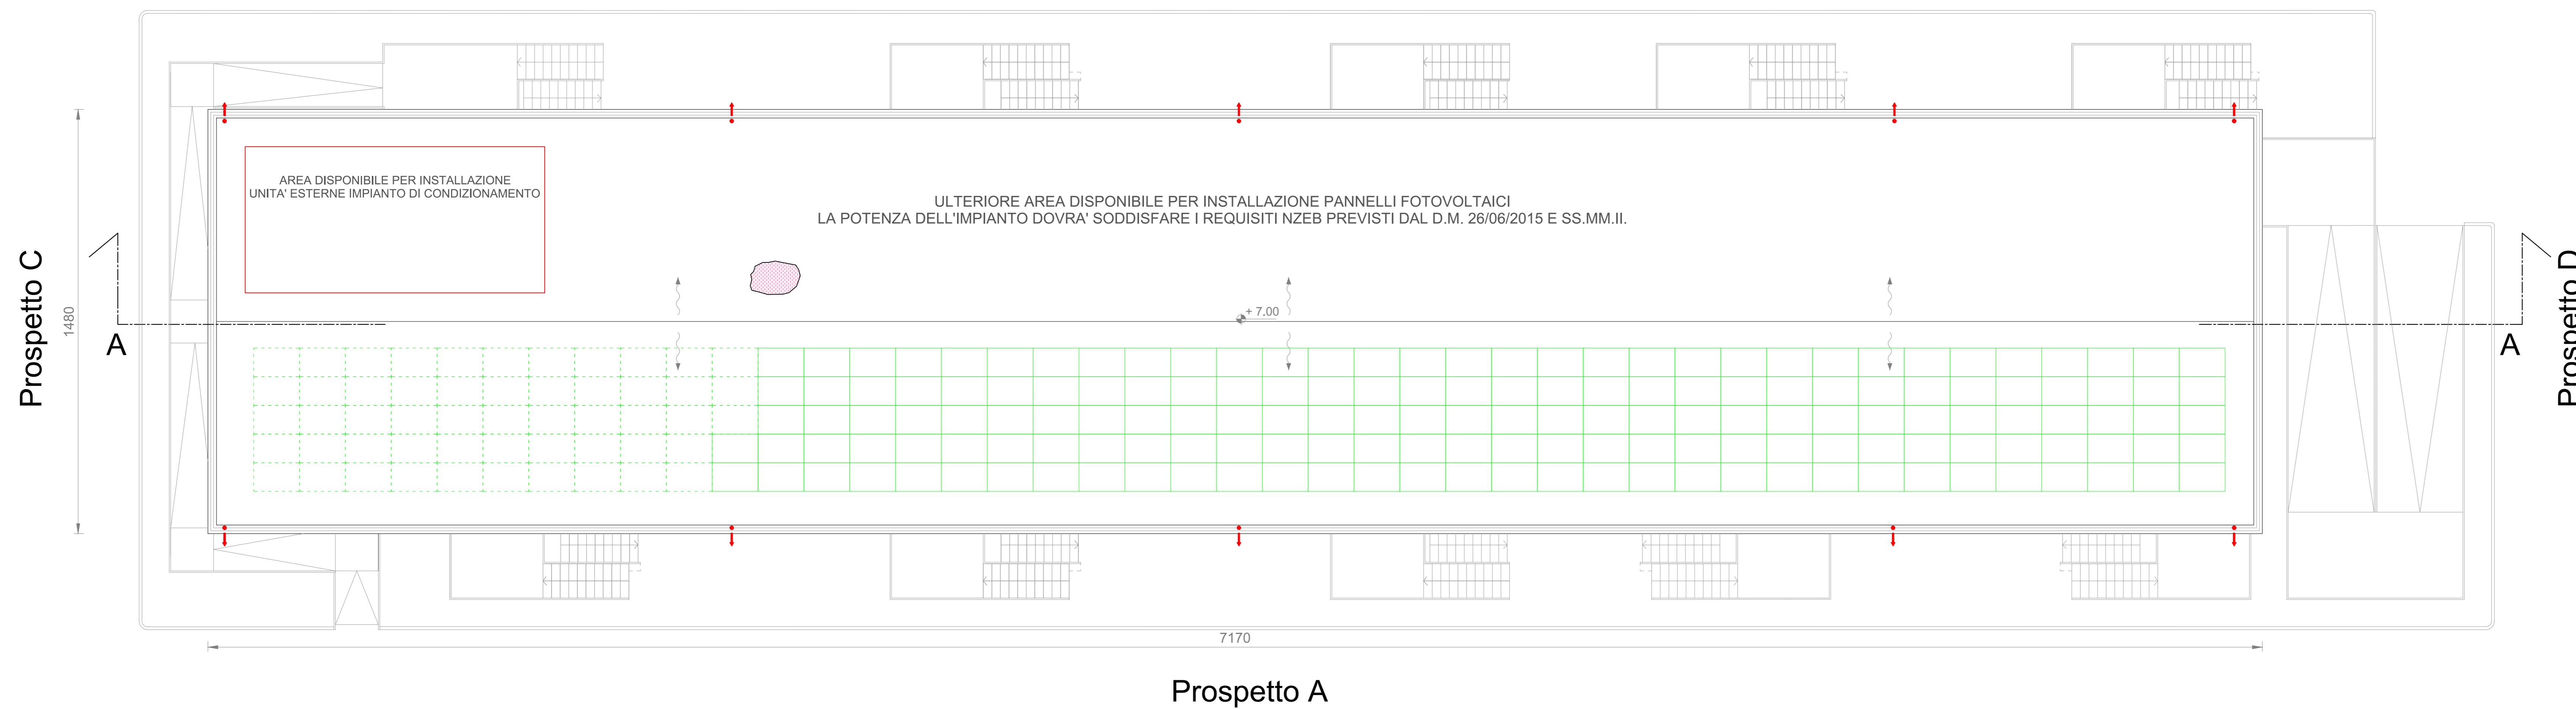 AREA DISPONIBILE PER INSTALLAZIONE
UNITA' ESTERNE IMPIANTO DI CONDIZIONAMENTO
ULTERIORE AREA DISPONIBILE PER INSTALLAZIONE PANNELLI FOTOVOLTAICI
LA POTENZA DELL'IMPIANTO DOVRA' SODDISFARE I REQUISITI NZEB PREVISTI DAL D.M. 26/06/2015 E SS.MM.II.
Prospetto C
1480
A
+ 7.00
A
Prospetto D
7170
Prospetto A